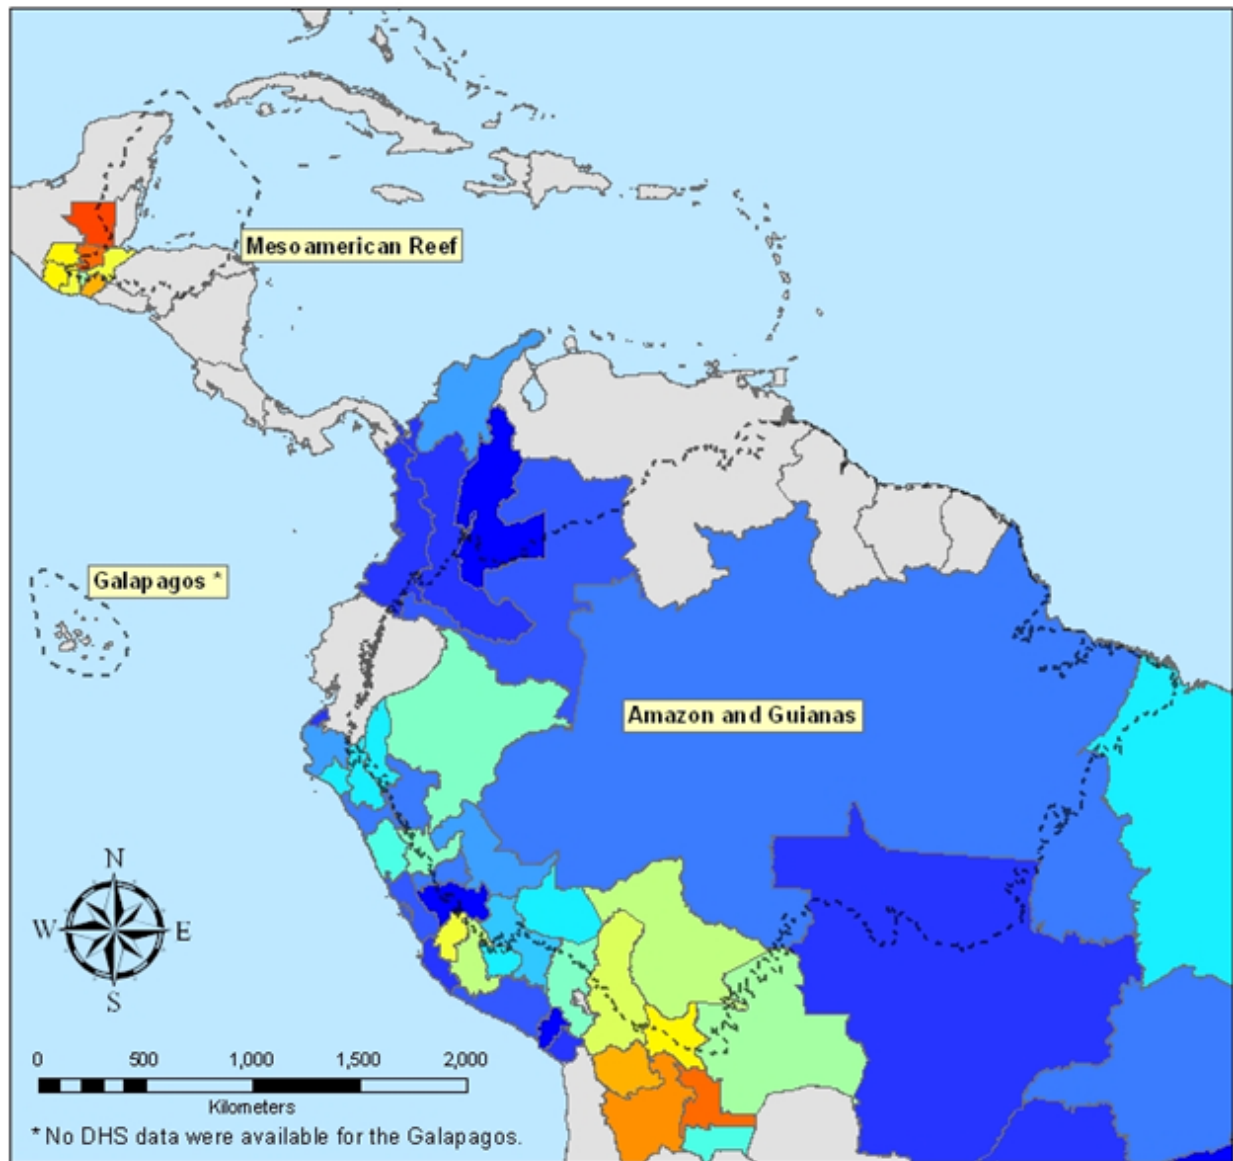 Mesoamerican Reef
Galapagos *
Amazon and Guianas
N
W E
S
0 500 1,000 1,500 2,000
Kilometers
* No DHS data were available for the Galapagos.